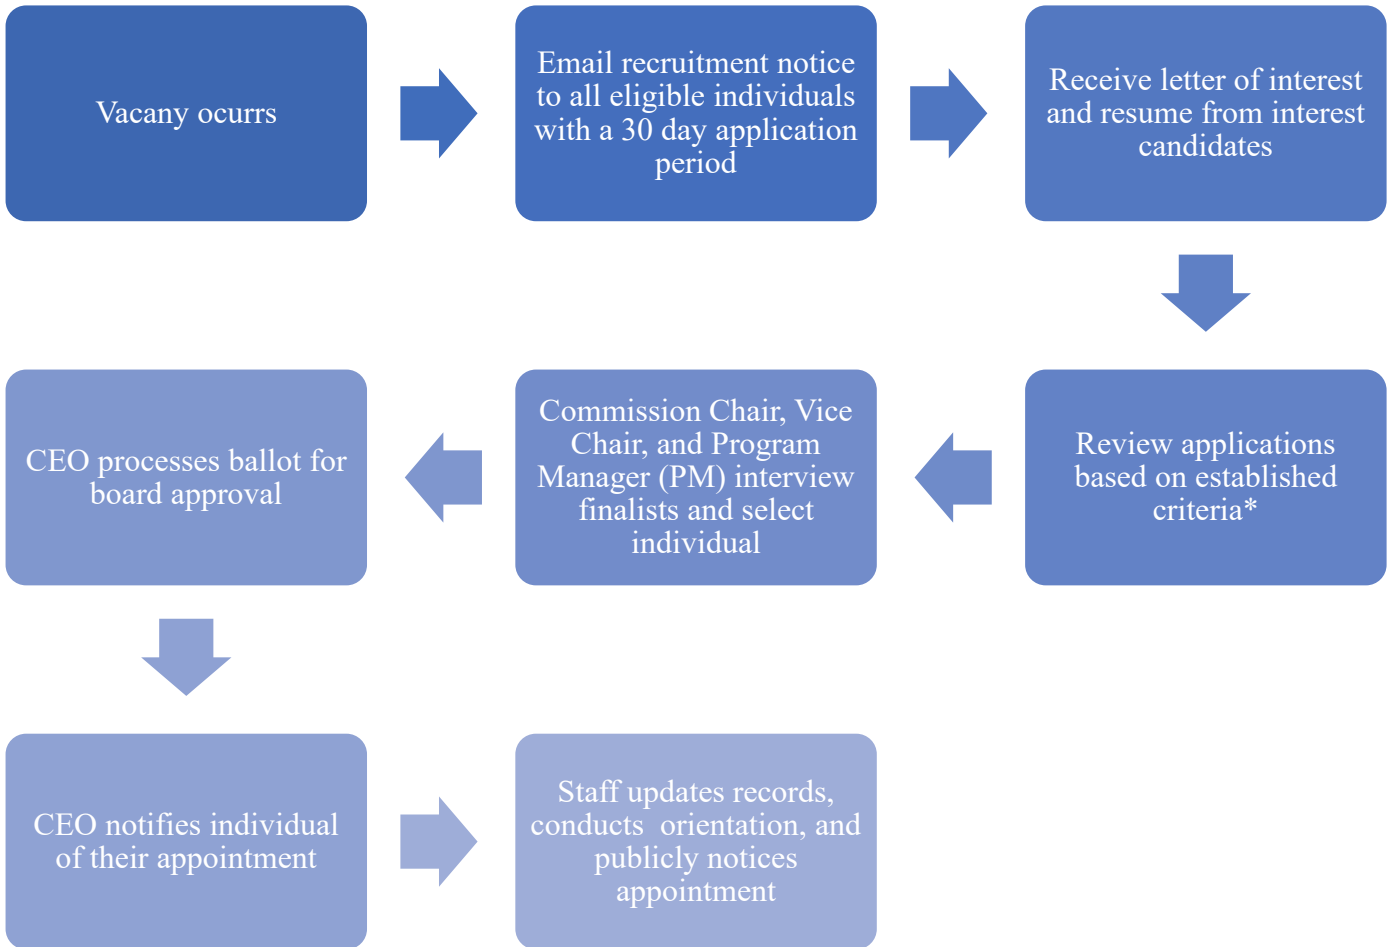 Vacany ocurrs
Email recruitment notice
to all eligible individuals
with a 30 day application
period
Receive letter of interest
and resume from interest
candidates
Review applications
based on established
criteria*
Commission Chair, Vice
Chair, and Program
Manager (PM) interview
finalists and select
individual
CEO processes ballot for
board approval
CEO notifies individual
of their appointment
Staff updates records,
conducts  orientation, and
publicly notices
appointment